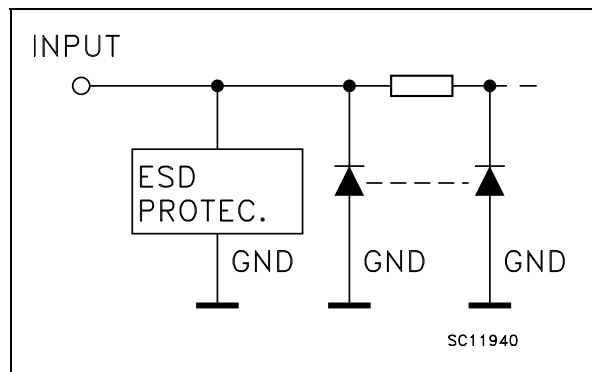 INPUT
ESD
PROTEC.
GND
GND
GND
SC11940